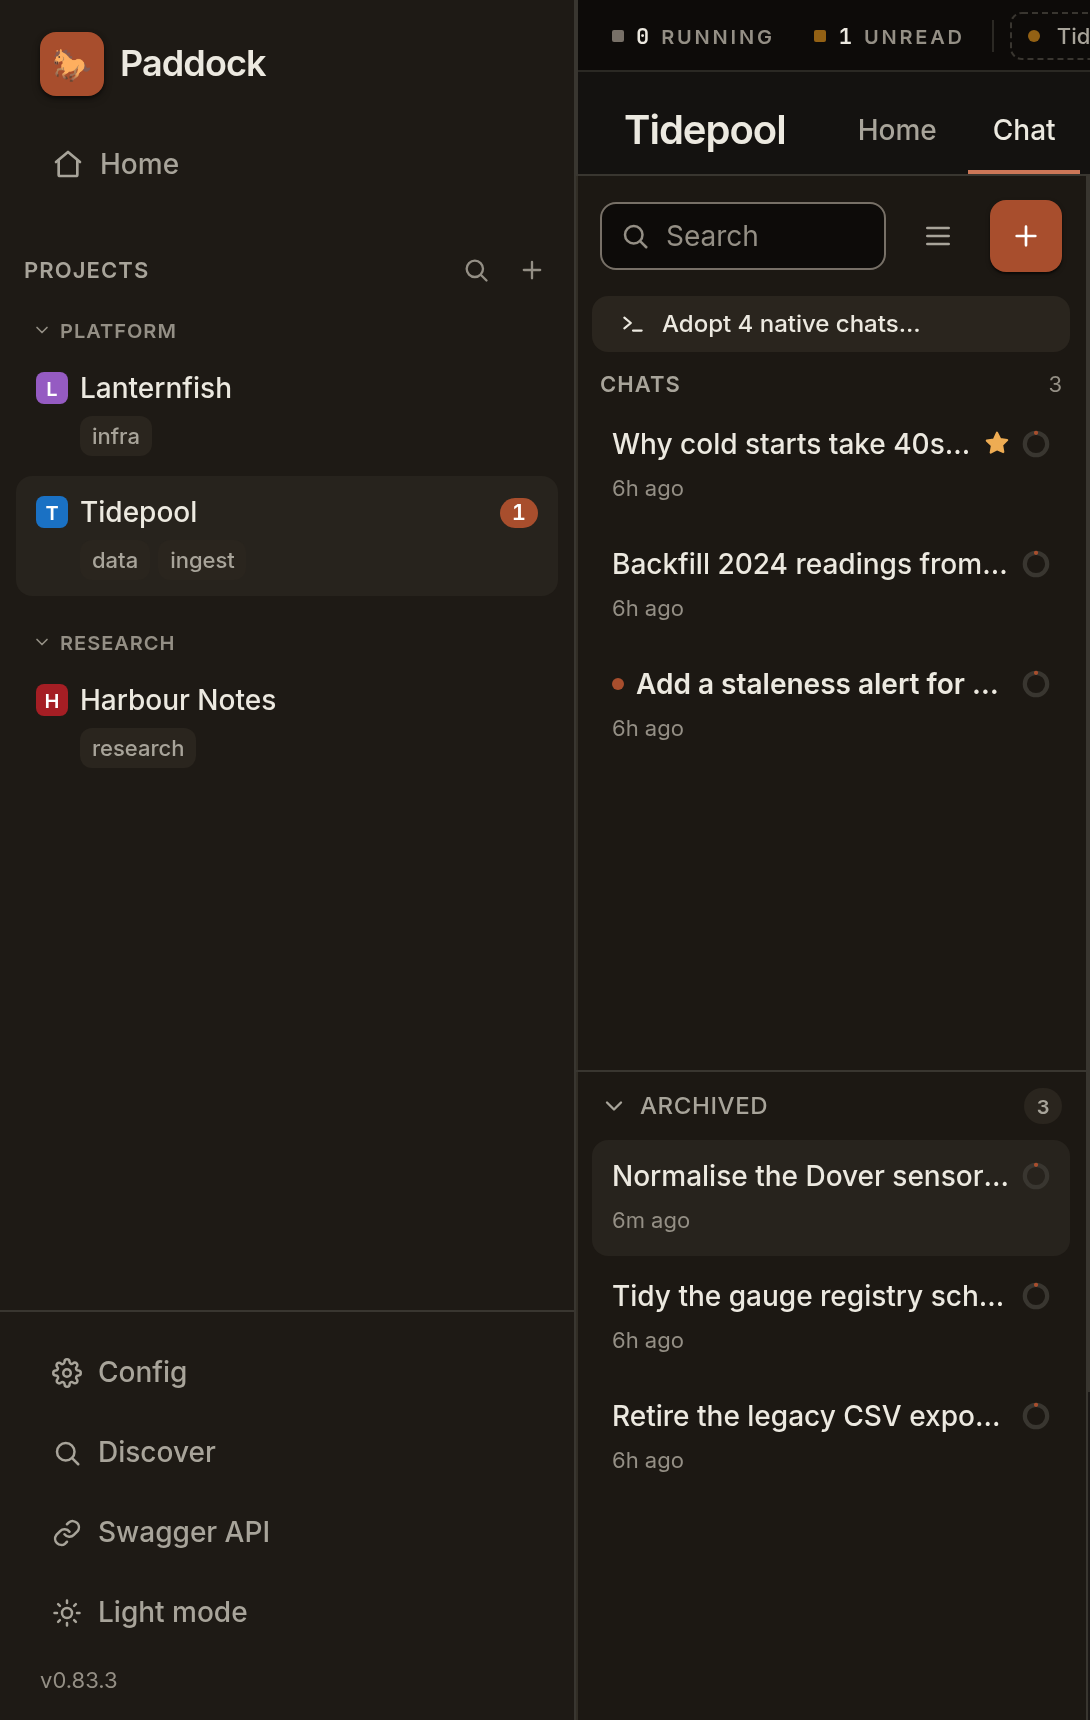 Paddock
Home
PROJECTS
PLATFORM
L Lanternfish
infra
T Tidepool 1
data ingest
RESEARCH
H Harbour Notes
research
Config
Discover
Swagger API
Light mode
v0.83.3
0 RUNNING 1 UNREAD Tid
Tidepool Home Chat
Search
Adopt 4 native chats...
CHATS 3
Why cold starts take 40s...
6h ago
Backfill 2024 readings from...
6h ago
Add a staleness alert for ...
6h ago
ARCHIVED 3
Normalise the Dover sensor...
6m ago
Tidy the gauge registry sch...
6h ago
Retire the legacy CSV expo...
6h ago